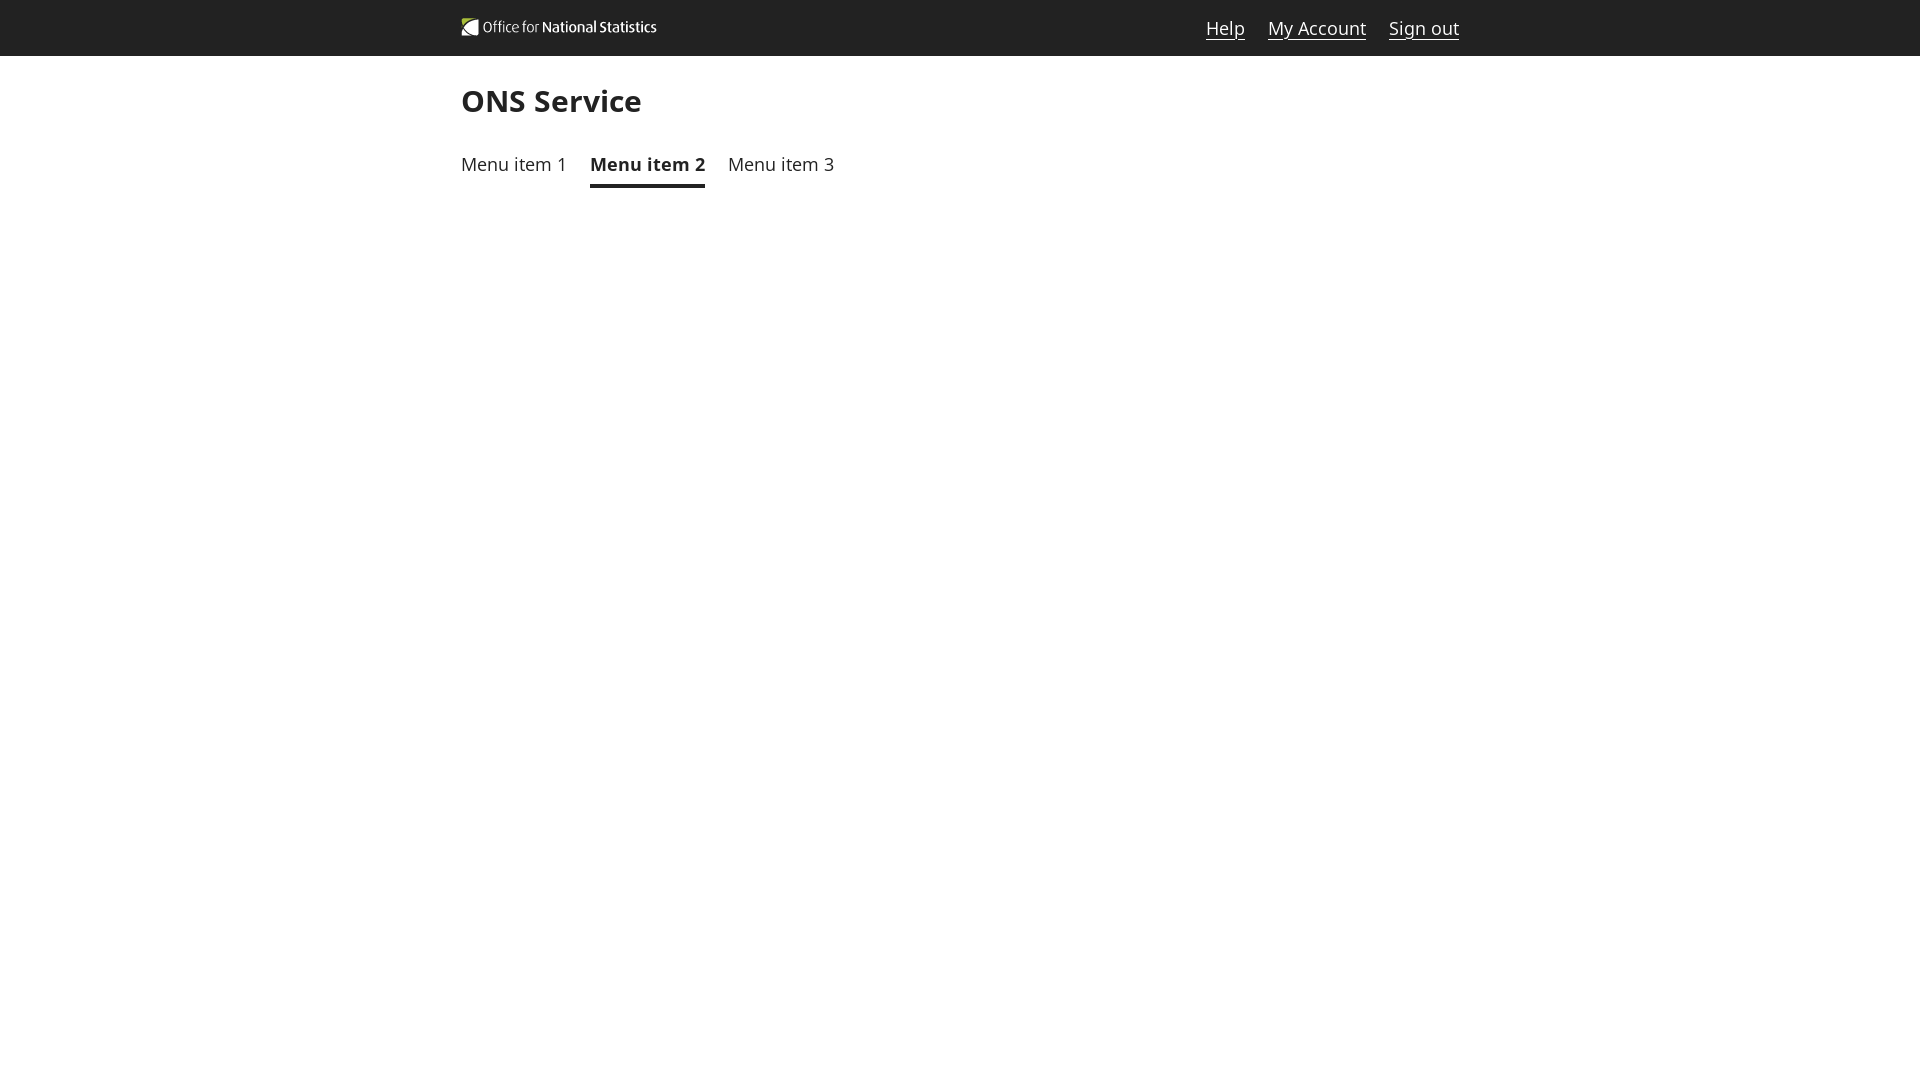 Office for National Statistics
Help My Account Sign out
ONS Service
Menu item 1 Menu item 2 Menu item 3